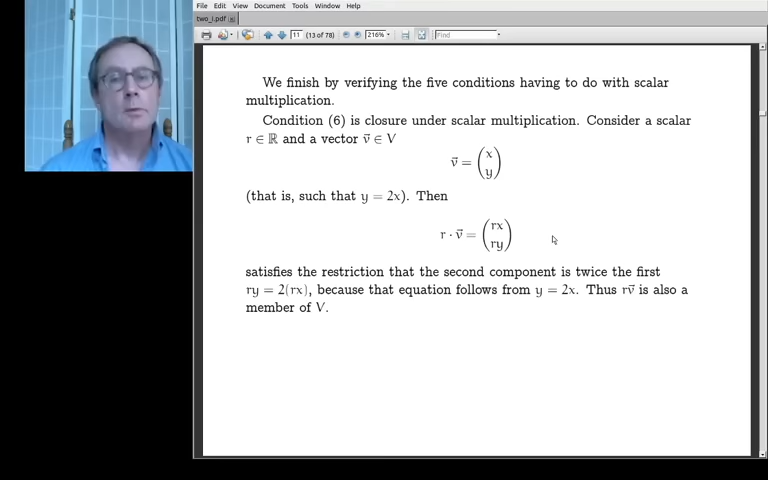 File Edit View Document Tools Window Help
two_i.pdf
11 (13 of 78) 216% Find
We finish by verifying the five conditions having to do with scalar
multiplication.
Condition (6) is closure under scalar multiplication. Consider a scalar
r ∈ ℝ and a vector v⃗ ∈ V
v⃗ = (x
y)
(that is, such that y = 2x). Then
r · v⃗ = (rx
ry)
satisfies the restriction that the second component is twice the first
ry = 2(rx), because that equation follows from y = 2x. Thus rv⃗ is also a
member of V.